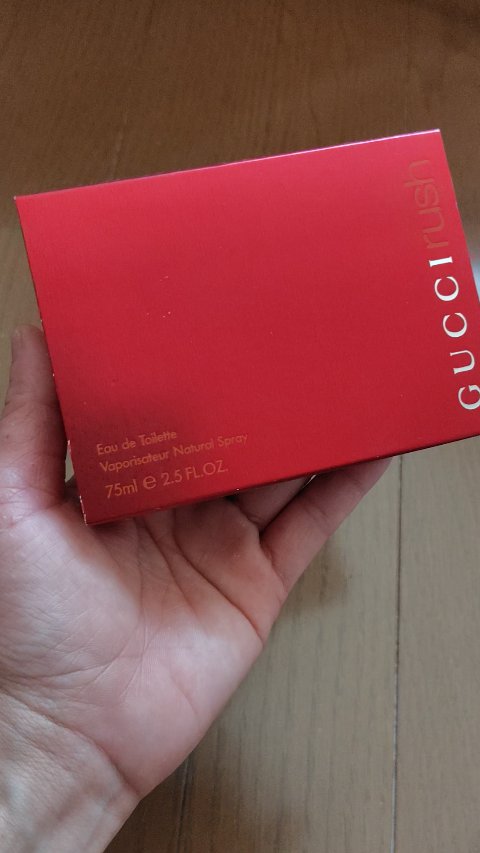 GUCCI rush
Eau de Toilette
Vaporisateur Natural Spray
75ml e 2.5 FL.OZ.